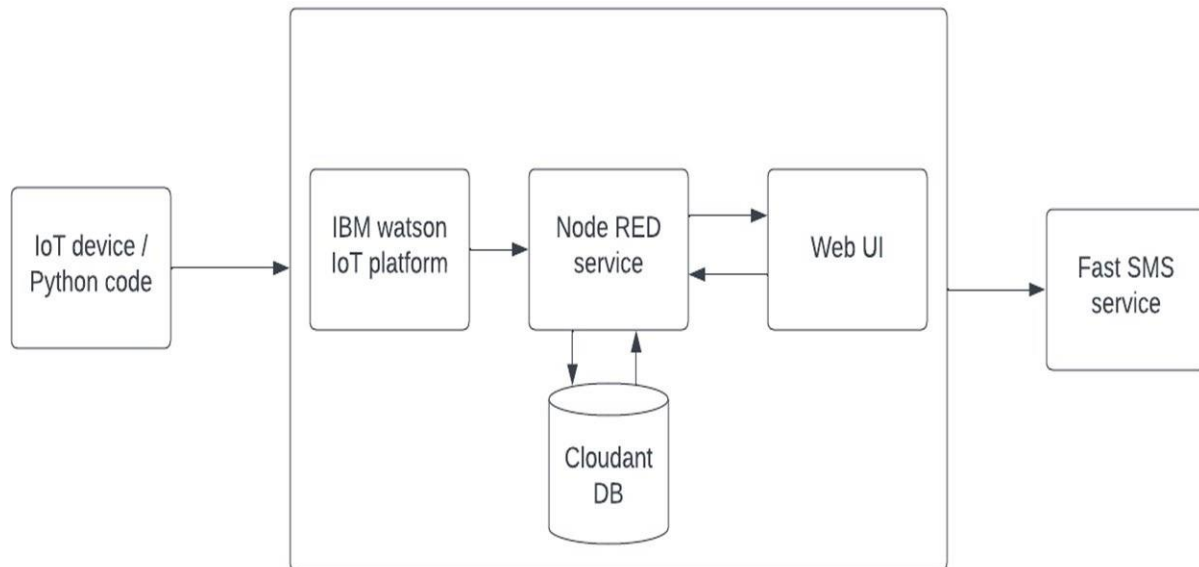 IoT device /
Python code
IBM watson
IoT platform
Node RED
service
Web UI
Cloudant
DB
Fast SMS
service